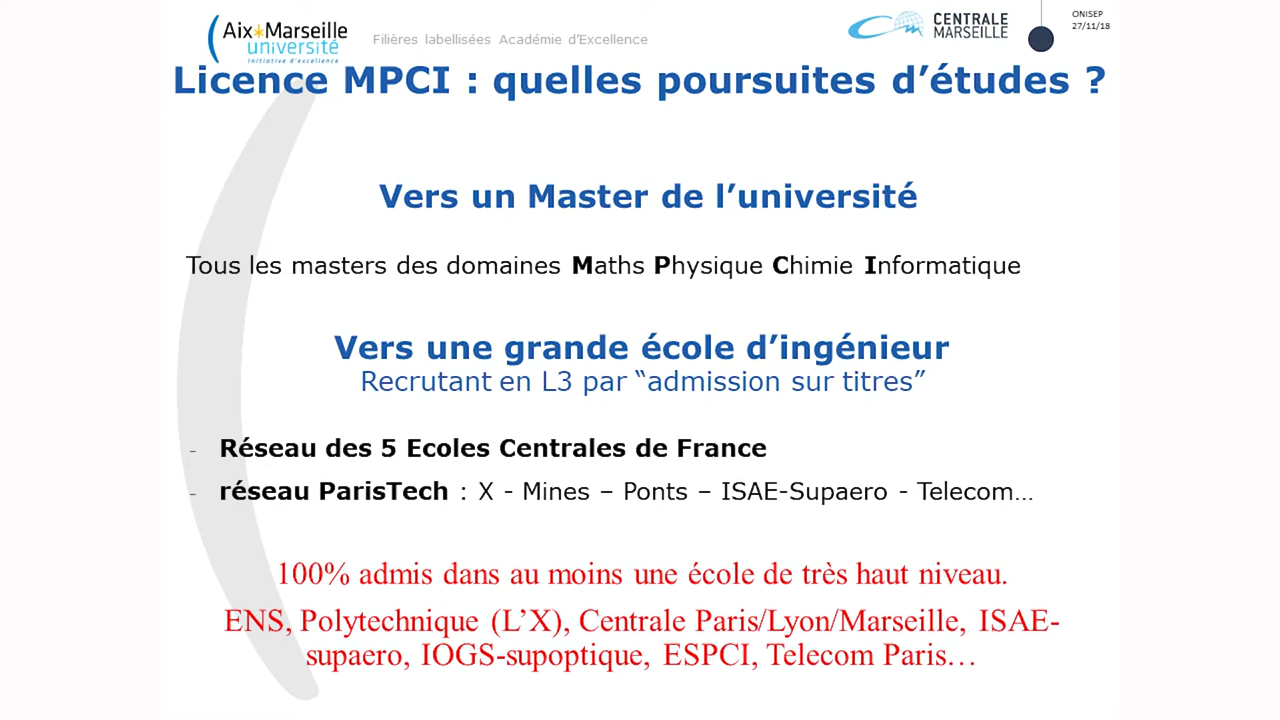 Aix*Marseille
université
Initiative d'excellence
Filières labellisées Académie d'Excellence
CENTRALE
MARSEILLE
ONISEP
27/11/18
Licence MPCI : quelles poursuites d'études ?
Vers un Master de l'université
Tous les masters des domaines Maths Physique Chimie Informatique
Vers une grande école d'ingénieur
Recrutant en L3 par “admission sur titres”
- Réseau des 5 Ecoles Centrales de France
- réseau ParisTech : X - Mines – Ponts – ISAE-Supaero - Telecom…
100% admis dans au moins une école de très haut niveau.
ENS, Polytechnique (L'X), Centrale Paris/Lyon/Marseille, ISAE-
supaero, IOGS-supoptique, ESPCI, Telecom Paris…